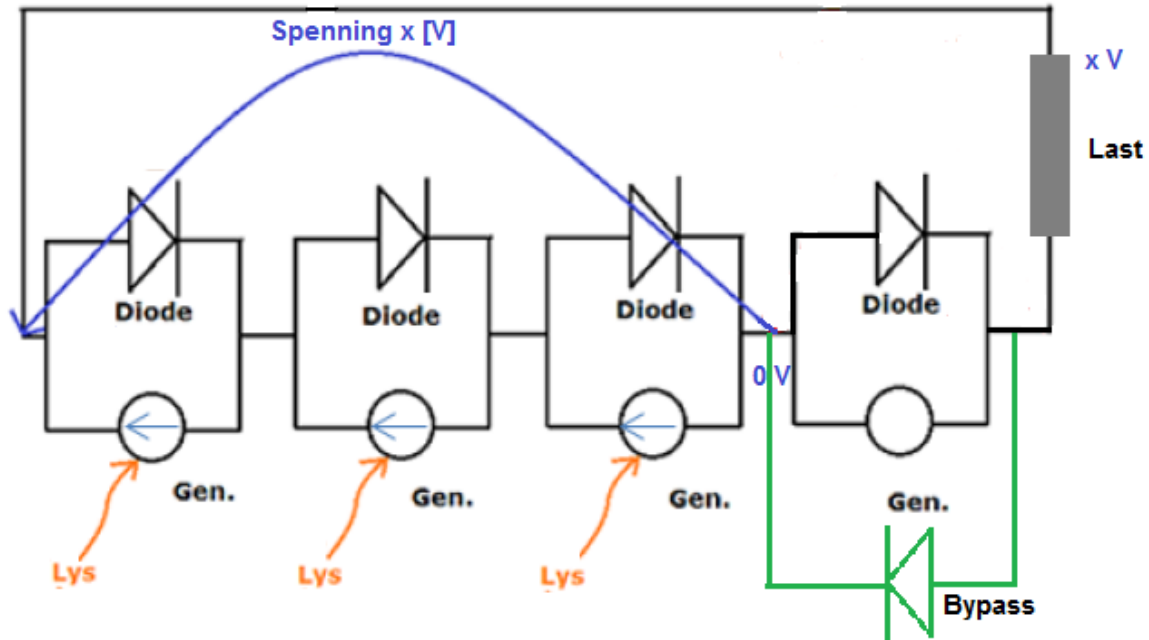 Spenning x [V]
x V
Last
Diode
Diode
Diode
Diode
0 V
Gen.
Gen.
Gen.
Gen.
Lys
Lys
Lys
Bypass